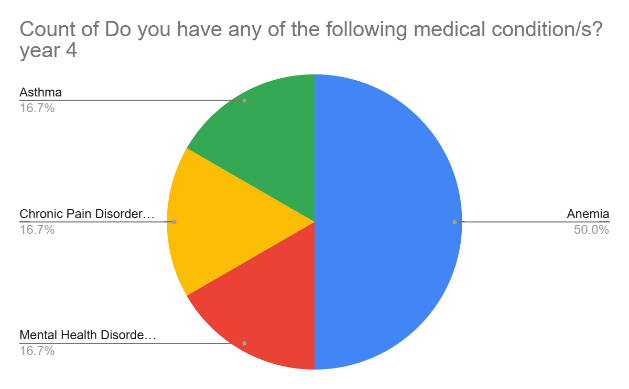 Count of Do you have any of the following medical condition/s?
year 4
Asthma
16.7%
Chronic Pain Disorder…
16.7%
Anemia
50.0%
Mental Health Disorde…
16.7%